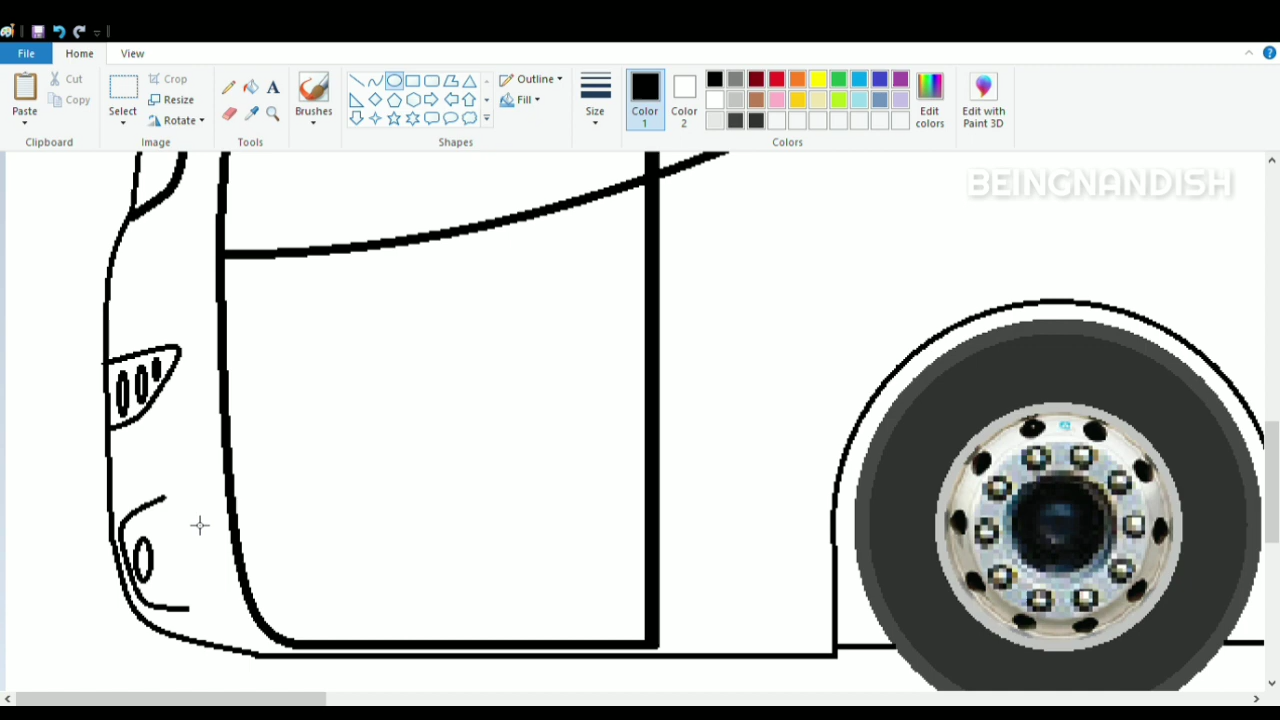 File Home View
Paste Cut Copy Select Crop Resize Rotate Brushes Outline Fill Size Color 1 Color 2 Edit colors Edit with Paint 3D
Clipboard Image Tools Shapes Colors
BEINGNANDISH